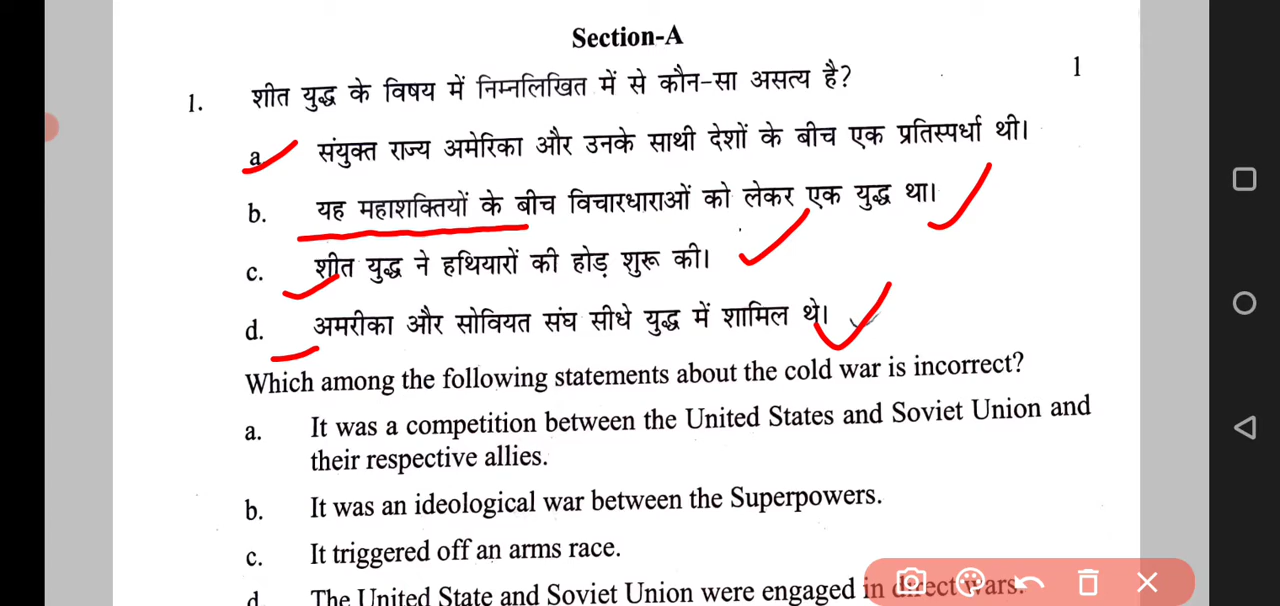 Section-A
1. शीत युद्ध के विषय में निम्नलिखित में से कौन-सा असत्य है? 1
a संयुक्त राज्य अमेरिका और उनके साथी देशों के बीच एक प्रतिस्पर्धा थी।
b. यह महाशक्तियों के बीच विचारधाराओं को लेकर एक युद्ध था।
c. शीत युद्ध ने हथियारों की होड़ शुरू की।
d. अमरीका और सोवियत संघ सीधे युद्ध में शामिल थे।
Which among the following statements about the cold war is incorrect?
a. It was a competition between the United States and Soviet Union and
their respective allies.
b. It was an ideological war between the Superpowers.
c. It triggered off an arms race.
d. The United State and Soviet Union were engaged in direct wars.